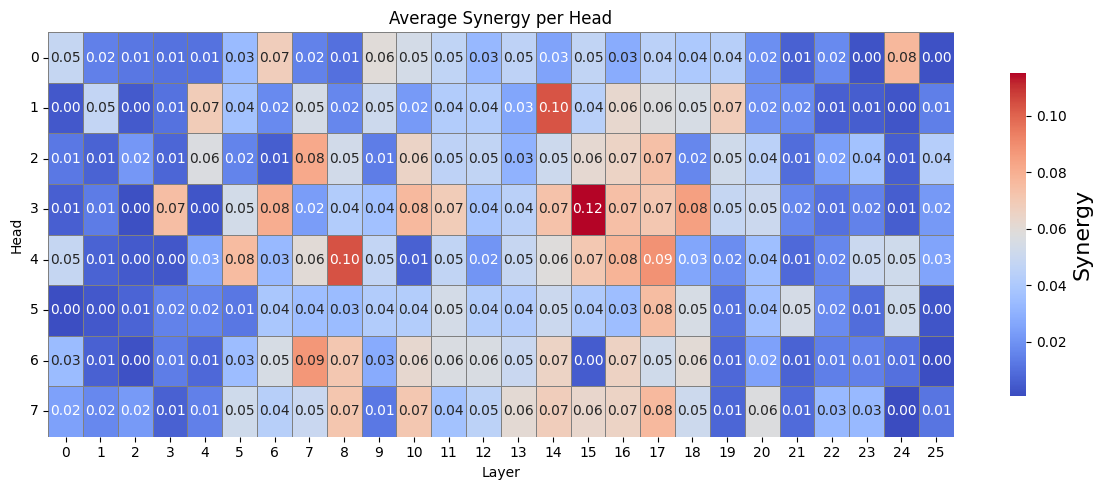 Average Synergy per Head
0 0.05 0.02 0.01 0.01 0.01 0.03 0.07 0.02 0.01 0.06 0.05 0.05 0.03 0.05 0.03 0.05 0.03 0.04 0.04 0.04 0.02 0.01 0.02 0.00 0.08 0.00
1 0.00 0.05 0.00 0.01 0.07 0.04 0.02 0.05 0.02 0.05 0.02 0.04 0.04 0.03 0.10 0.04 0.06 0.06 0.05 0.07 0.02 0.02 0.01 0.01 0.00 0.01
2 0.01 0.01 0.02 0.01 0.06 0.02 0.01 0.08 0.05 0.01 0.06 0.05 0.05 0.03 0.05 0.06 0.07 0.07 0.02 0.05 0.04 0.01 0.02 0.04 0.01 0.04
3 0.01 0.01 0.00 0.07 0.00 0.05 0.08 0.02 0.04 0.04 0.08 0.07 0.04 0.04 0.07 0.12 0.07 0.07 0.08 0.05 0.05 0.02 0.01 0.02 0.01 0.02
4 0.05 0.01 0.00 0.00 0.03 0.08 0.03 0.06 0.10 0.05 0.01 0.05 0.02 0.05 0.06 0.07 0.08 0.09 0.03 0.02 0.04 0.01 0.02 0.05 0.05 0.03
5 0.00 0.00 0.01 0.02 0.02 0.01 0.04 0.04 0.03 0.04 0.04 0.05 0.04 0.04 0.05 0.04 0.03 0.08 0.05 0.01 0.04 0.05 0.02 0.01 0.05 0.00
6 0.03 0.01 0.00 0.01 0.01 0.03 0.05 0.09 0.07 0.03 0.06 0.06 0.06 0.05 0.07 0.00 0.07 0.05 0.06 0.01 0.02 0.01 0.01 0.01 0.01 0.00
7 0.02 0.02 0.02 0.01 0.01 0.05 0.04 0.05 0.07 0.01 0.07 0.04 0.05 0.06 0.07 0.06 0.07 0.08 0.05 0.01 0.06 0.01 0.03 0.03 0.00 0.01
0 1 2 3 4 5 6 7 8 9 10 11 12 13 14 15 16 17 18 19 20 21 22 23 24 25
Layer
Head
0.10
0.08
0.06
0.04
0.02
Synergy